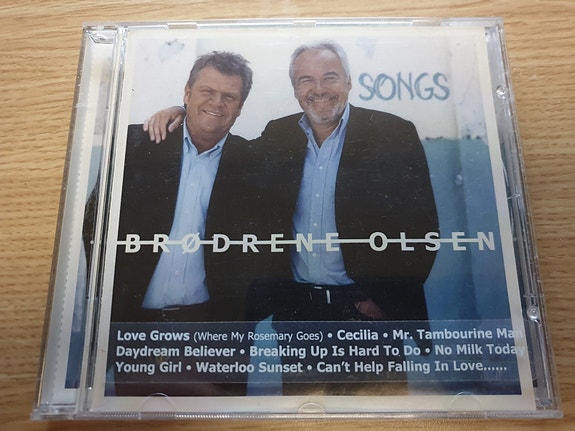 SONGS
BRØDRENE OLSEN
Love Grows (Where My Rosemary Goes) • Cecilia • Mr. Tambourine Man
Daydream Believer • Breaking Up Is Hard To Do • No Milk Today
Young Girl • Waterloo Sunset • Can't Help Falling In Love......